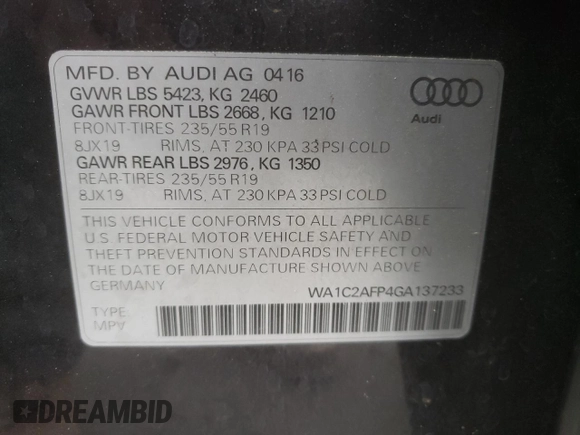 MFD. BY AUDI AG 04 16
GVWR LBS 5423, KG 2460
GAWR FRONT LBS 2668, KG 1210
FRONT-TIRES 235/55 R19
8JX19 RIMS, AT 230 KPA 33 PSI COLD
GAWR REAR LBS 2976, KG 1350
REAR-TIRES 235/55 R19
8JX19 RIMS, AT 230 KPA 33 PSI COLD
Audi
THIS VEHICLE CONFORMS TO ALL APPLICABLE
U.S. FEDERAL MOTOR VEHICLE SAFETY AND
THEFT PREVENTION STANDARDS IN EFFECT ON
THE DATE OF MANUFACTURE SHOWN ABOVE
GERMANY
WA1C2AFP4GA137233
TYPE:
MPV
DREAMBID